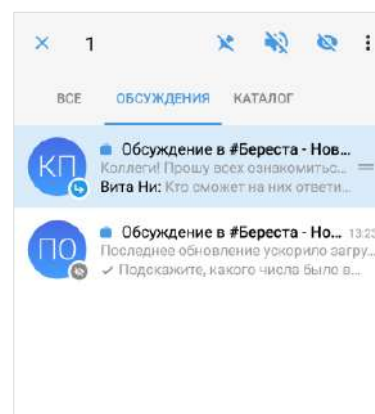 1
ВСЕ ОБСУЖДЕНИЯ КАТАЛОГ
КП
Обсуждение в #Береста - Нов...
Коллеги! Прошу всех ознакомитьс...
Вита Ни: Кто сможет на них ответи...
ПО
Обсуждение в #Береста - Но... 13:23
Последнее обновление ускорило загру...
Подскажите, какого числа было в...